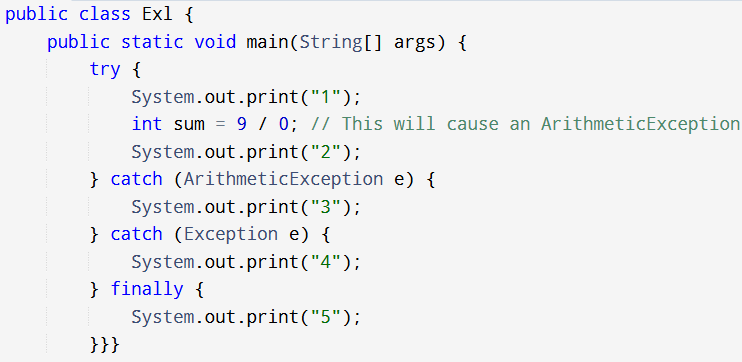 public class Exl {
    public static void main(String[] args) {
        try {
            System.out.print("1");
            int sum = 9 / 0; // This will cause an ArithmeticException
            System.out.print("2");
        } catch (ArithmeticException e) {
            System.out.print("3");
        } catch (Exception e) {
            System.out.print("4");
        } finally {
            System.out.print("5");
        }}}